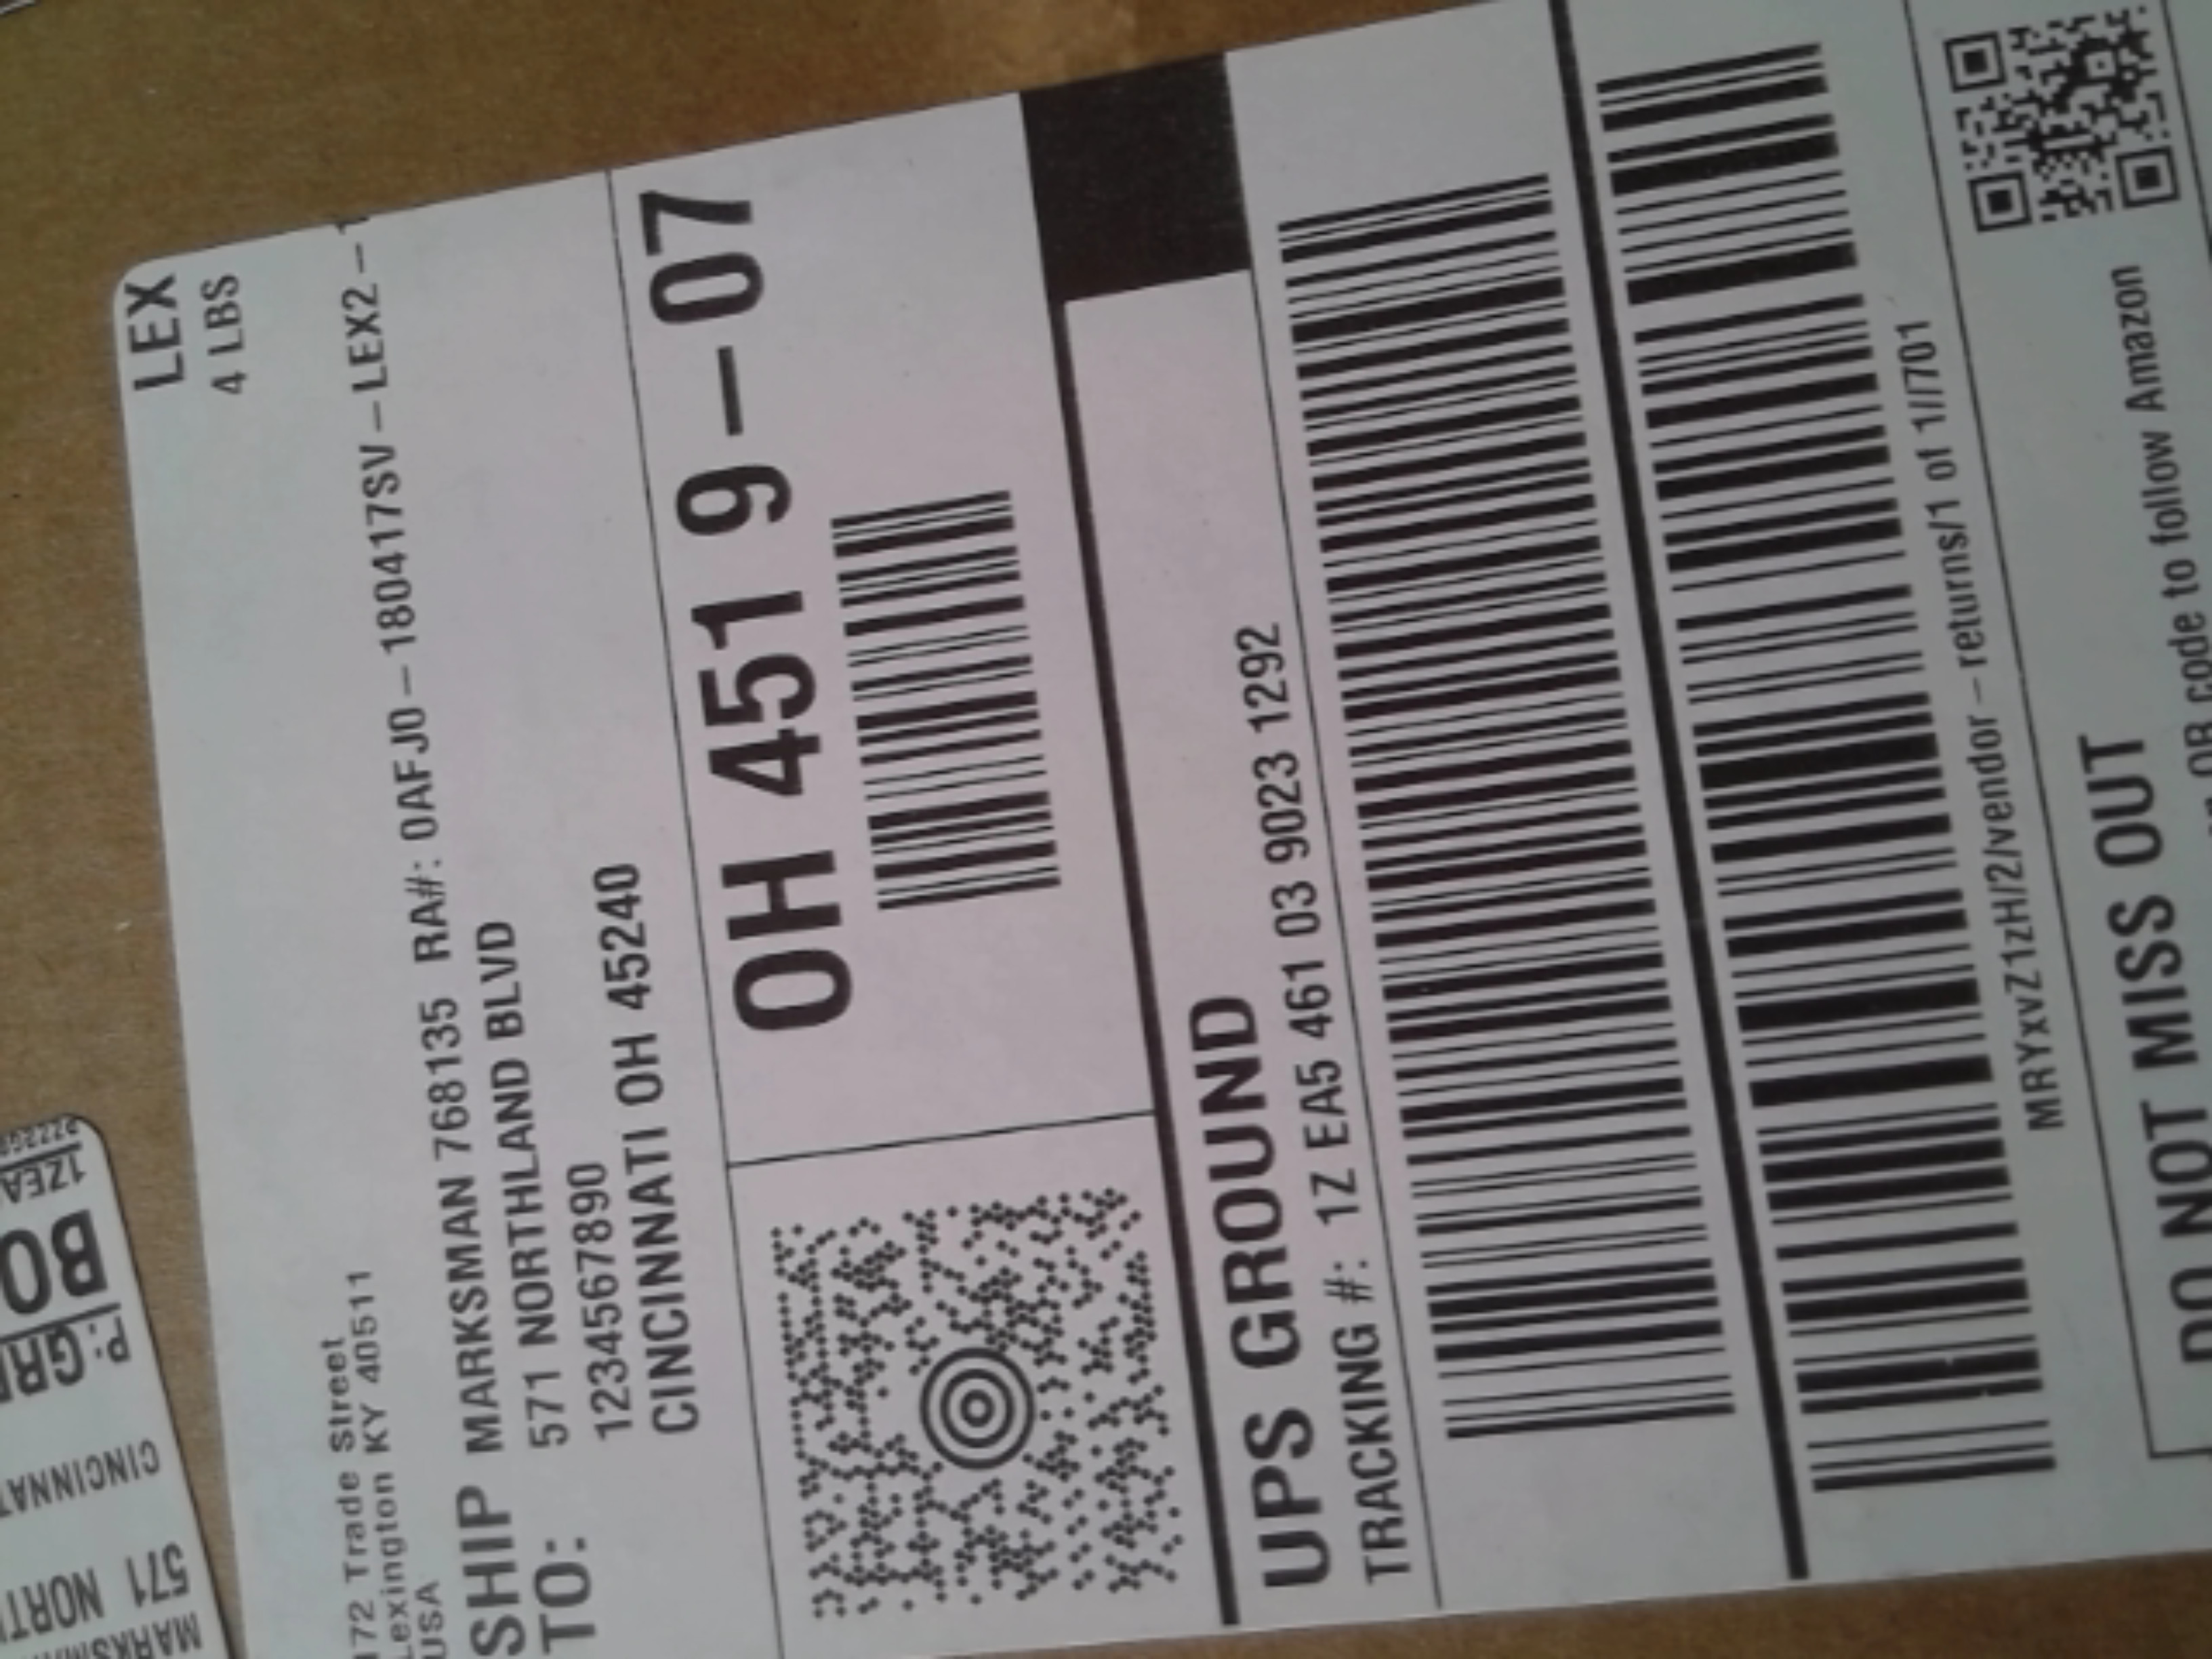 LEX
4 LBS
172 Trade Street
Lexington KY 40511
USA
RA#: 0AFJ0-180417SV-LEX2-1
SHIP
TO:
MARKSMAN 768135
571 NORTHLAND BLVD
1234567890
CINCINNATI OH 45240
OH 451 9-07
UPS GROUND
TRACKING #: 1Z EA5 461 03 9023 1292
MRYxvZ1zH/2/vendor-returns/1 of 1//701
DO NOT MISS OUT
QR code to follow Amazon
1ZEA
BO
P: GR
CINCINNAT
571 NORT